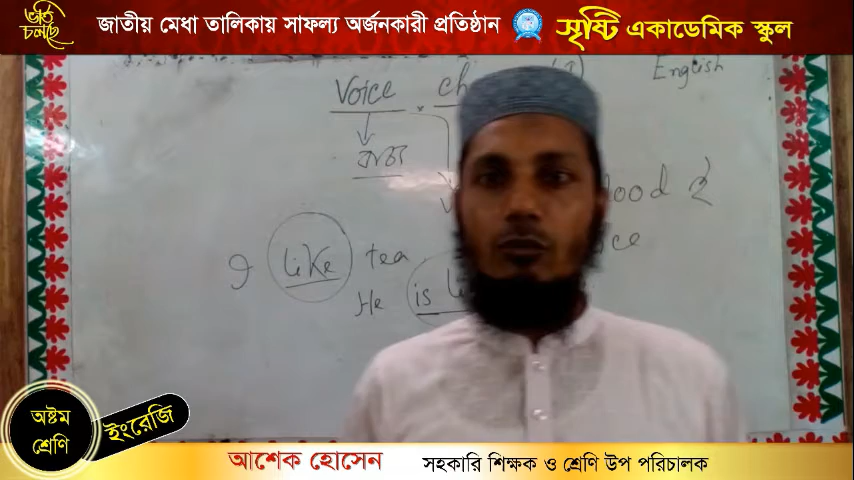 ভর্তি চলছে
জাতীয় মেধা তালিকায় সাফল্য অর্জনকারী প্রতিষ্ঠান সৃষ্টি একাডেমিক স্কুল
English
Voice
বাচ্য
I like tea
He is
অষ্টম শ্রেণি
ইংরেজি
আশেক হোসেন সহকারি শিক্ষক ও শ্রেণি উপ পরিচালক